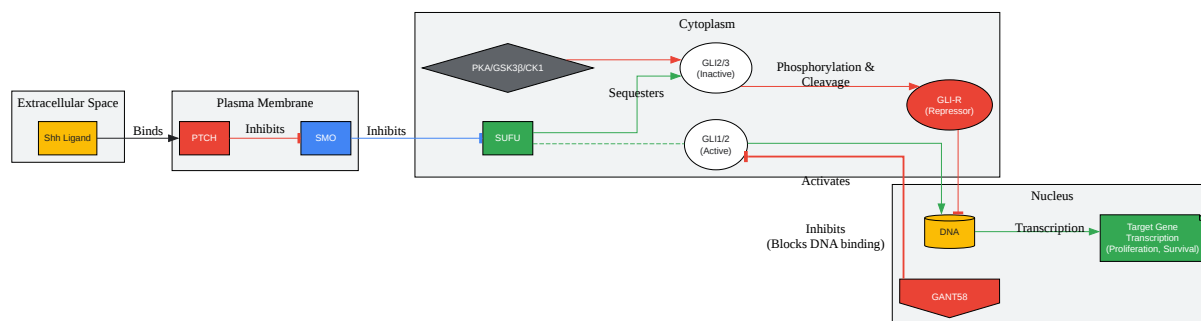 Cytoplasm
PKA/GSK3β/CK1
GLI2/3
(Inactive)
Phosphorylation &
Cleavage
GLI-R
(Repressor)
Sequesters
Extracellular Space
Shh Ligand
Binds
Plasma Membrane
PTCH
Inhibits
SMO
Inhibits
SUFU
GLI1/2
(Active)
Activates
Nucleus
Inhibits
(Blocks DNA binding)
DNA
Transcription
Target Gene
Transcription
(Proliferation, Survival)
GANT58